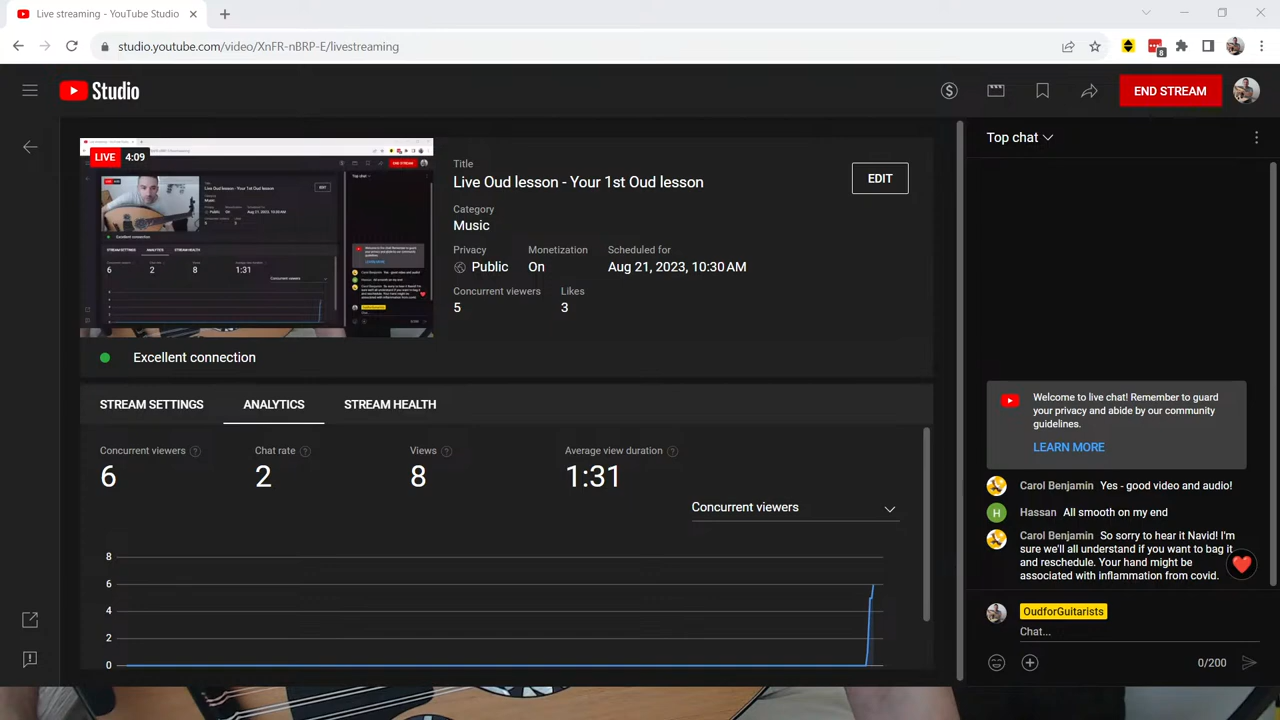 Live streaming - YouTube Studio
studio.youtube.com/video/XnFR-nBRP-E/livestreaming
8
Studio
$
END STREAM
LIVE 4:09
Title
Live Oud lesson - Your 1st Oud lesson
EDIT
Category
Music
Privacy Monetization Scheduled for
Public On Aug 21, 2023, 10:30 AM
Concurrent viewers Likes
5 3
Excellent connection
STREAM SETTINGS ANALYTICS STREAM HEALTH
Concurrent viewers Chat rate Views Average view duration
6 2 8 1:31
Concurrent viewers
8
6
4
2
0
Top chat
Welcome to live chat! Remember to guard
your privacy and abide by our community
guidelines.
LEARN MORE
Carol Benjamin Yes - good video and audio!
H Hassan All smooth on my end
Carol Benjamin So sorry to hear it Navid! I'm
sure we'll all understand if you want to bag it
and reschedule. Your hand might be
associated with inflammation from covid.
OudforGuitarists
Chat...
0/200